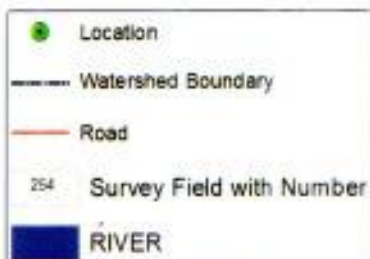 Location
Watershed Boundary
Road
254 Survey Field with Number
RIVER